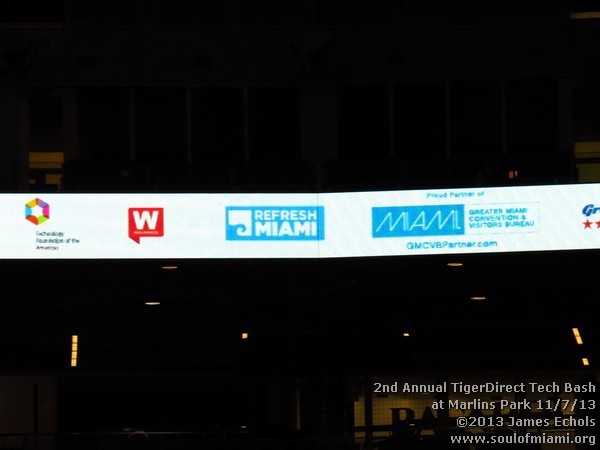 Proud Partner of
Technology
Foundation of the
Americas
W
REFRESH
MIAMI
MIAMI
GREATER MIAMI
CONVENTION &
VISITORS BUREAU
GMCVBPartner.com
2nd Annual TigerDirect Tech Bash
at Marlins Park 11/7/13
©2013 James Echols
www.soulofmiami.org